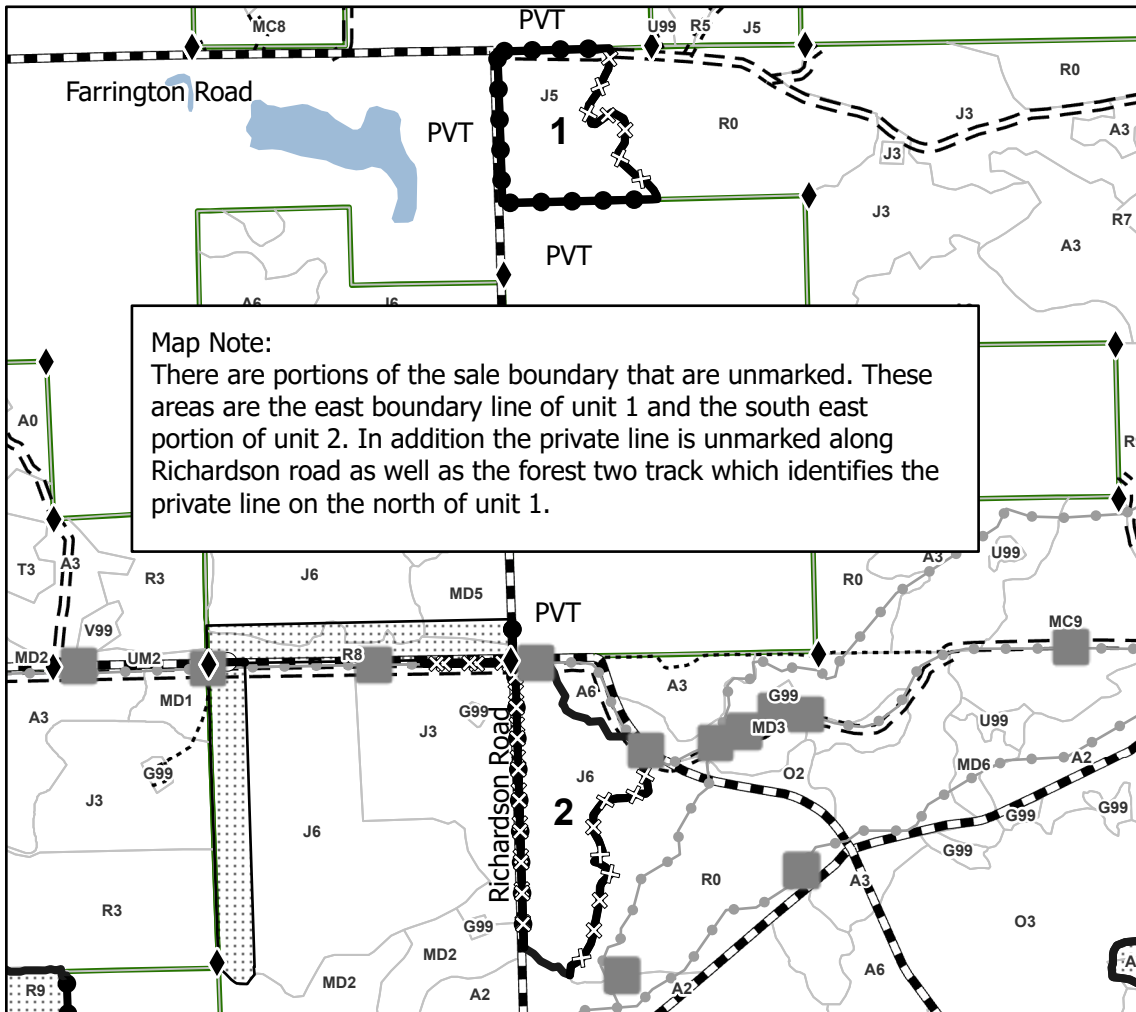 PVT
MC8
U99
R5
J5
R0
Farrington Road
J5
1
PVT
R0
J3
A3
J3
J3
R7
A3
PVT
A6
J6
Map Note:
There are portions of the sale boundary that are unmarked. These
areas are the east boundary line of unit 1 and the south east
portion of unit 2. In addition the private line is unmarked along
Richardson road as well as the forest two track which identifies the
private line on the north of unit 1.
A0
T3
A3
R3
J6
MD5
R0
A3
U99
PVT
V99
MC9
MD2
UM2
R8
MD1
A6
A3
G99
A3
G99
J3
MD3
U99
G99
O2
MD6
A2
J3
J6
J6
G99
2
G99
G99
Richardson Road
R0
A3
R3
G99
O3
MD2
MD2
A6
R9
A2
A2